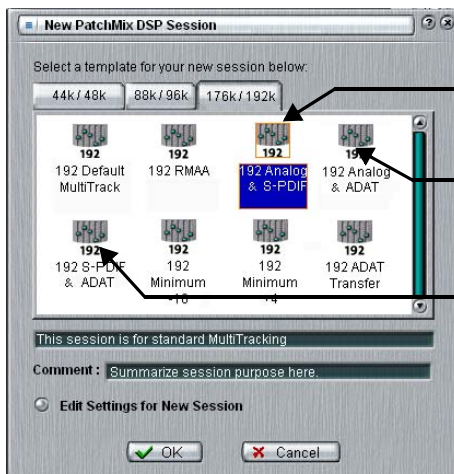 New PatchMix DSP Session
Select a template for your new session below:
44k / 48k 88k / 96k 176k / 192k
192 192 192 192
192 Default 192 RMAA 192 Analog 192 Analog
MultiTrack & S-PDIF & ADAT
192 192 192 192
192 S-PDIF 192 192 192 ADAT
& ADAT Minimum Minimum Transfer
-10 +4
This session is for standard MultiTracking
Comment : Summarize session purpose here.
Edit Settings for New Session
OK Cancel